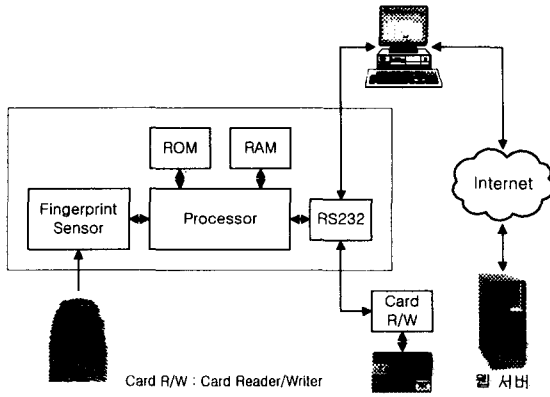 ROM
RAM
Internet
Fingerprint
Sensor
Processor
RS232
Card
R/W
Card R/W : Card Reader/Writer
웹 서버